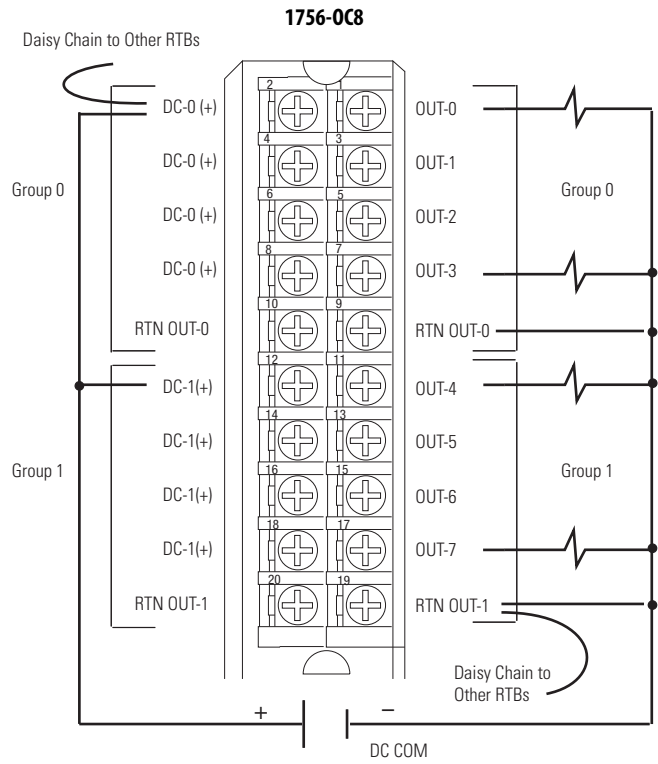 1756-OC8
Daisy Chain to Other RTBs
2 1
DC-0 (+) OUT-0
4 3
DC-0 (+) OUT-1
Group 0 Group 0
6 5
DC-0 (+) OUT-2
8 7
DC-0 (+) OUT-3
10 9
RTN OUT-0 RTN OUT-0
12 11
DC-1(+) OUT-4
14 13
DC-1(+) OUT-5
Group 1 Group 1
16 15
DC-1(+) OUT-6
18 17
DC-1(+) OUT-7
20 19
RTN OUT-1 RTN OUT-1
Daisy Chain to
Other RTBs
+ –
DC COM